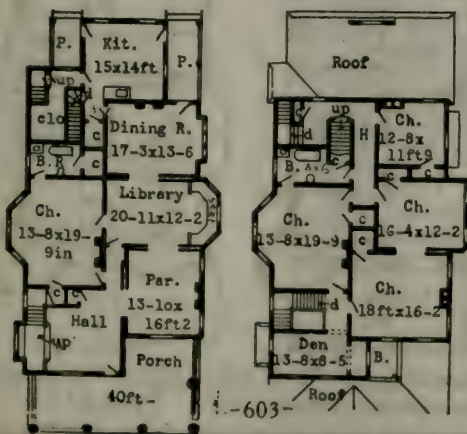 P.
Kit.
15x14ft
P.
up
d
clo
c
Dining R.
17-3x13-6
B. R
c
Library
20-11x12-2
Ch.
13-8x19-
9in
c
c
Par.
13-10x
16ft2
Hall
up
Porch
40ft-
Roof
up
d
H
Ch.
12-8x
11ft9
B.
c
c
c
Ch.
13-8x19-9
c
c
Ch.
16-4x12-2
Ch.
18ftx16-2
d
Den
13-8x8-5
B.
Roof
-603-